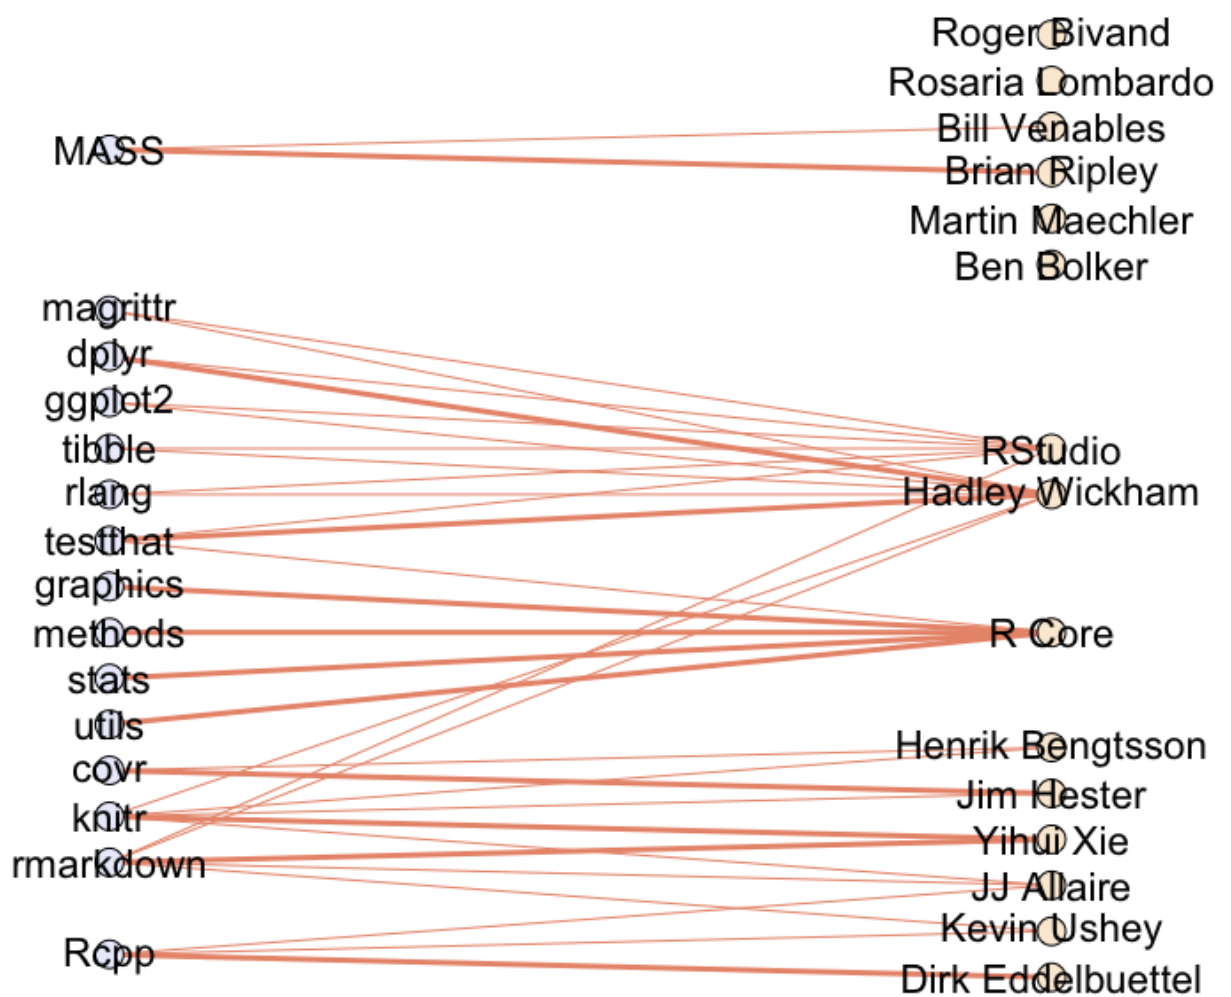 MASS
magrittr
dplyr
ggplot2
tibble
rlang
testthat
graphics
methods
stats
utils
covr
knitr
rmarkdown
Rcpp
Roger Bivand
Rosaria Lombardo
Bill Venables
Brian Ripley
Martin Maechler
Ben Bolker
RStudio
Hadley Wickham
R Core
Henrik Bengtsson
Jim Hester
Yihui Xie
JJ Allaire
Kevin Ushey
Dirk Eddelbuettel